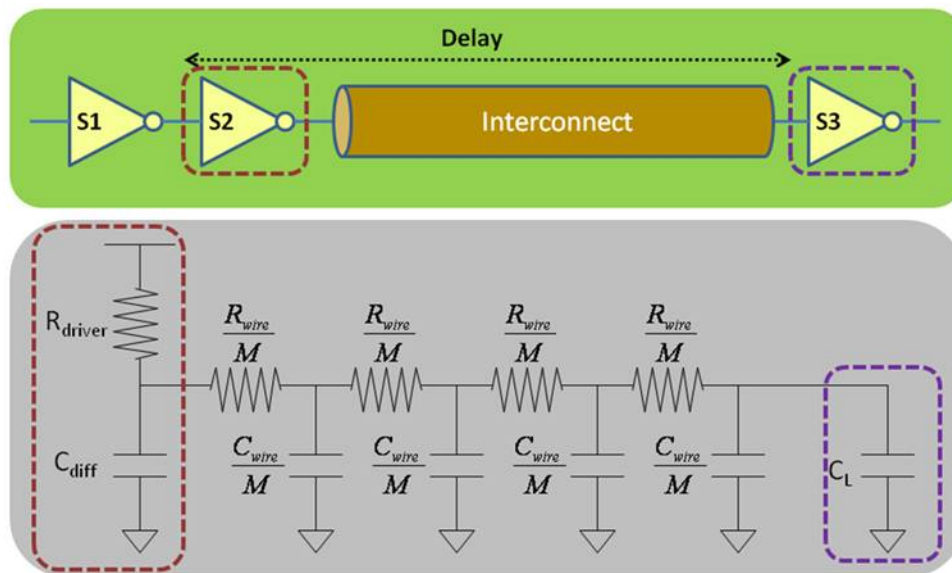 Delay
S1
S2
Interconnect
S3
R_driver
R_wire
M
R_wire
M
R_wire
M
R_wire
M
C_diff
C_wire
M
C_wire
M
C_wire
M
C_wire
M
C_L